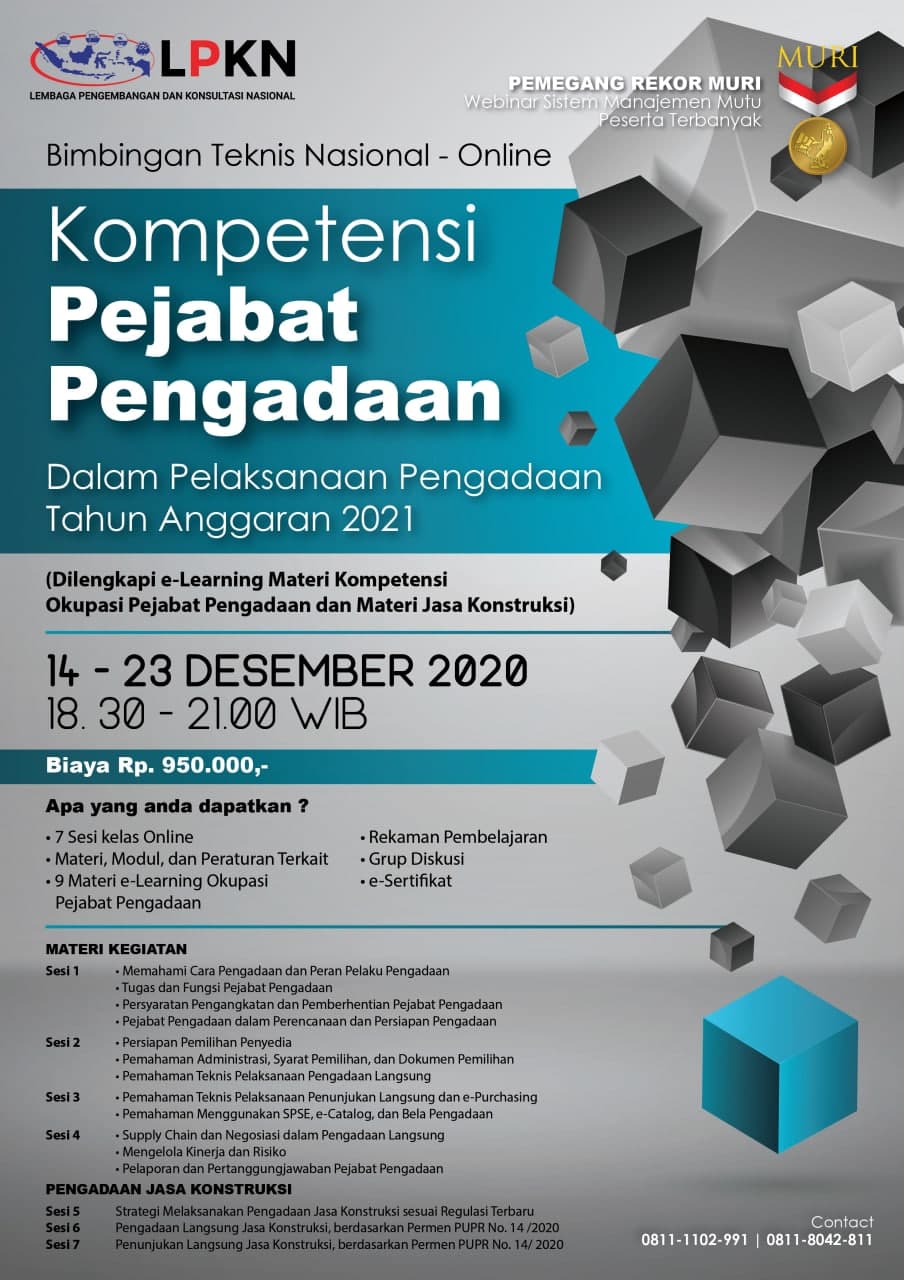 LPKN
LEMBAGA PENGEMBANGAN DAN KONSULTASI NASIONAL
MURI
PEMEGANG REKOR MURI
Webinar Sistem Manajemen Mutu
Peserta Terbanyak
Bimbingan Teknis Nasional - Online
Kompetensi
Pejabat
Pengadaan
Dalam Pelaksanaan Pengadaan
Tahun Anggaran 2021
(Dilengkapi e-Learning Materi Kompetensi
Okupasi Pejabat Pengadaan dan Materi Jasa Konstruksi)
14 - 23 DESEMBER 2020
18. 30 - 21.00 WIB
Biaya Rp. 950.000,-
Apa yang anda dapatkan ?
• 7 Sesi kelas Online
• Materi, Modul, dan Peraturan Terkait
• 9 Materi e-Learning Okupasi
Pejabat Pengadaan
• Rekaman Pembelajaran
• Grup Diskusi
• e-Sertifikat
MATERI KEGIATAN
Sesi 1 • Memahami Cara Pengadaan dan Peran Pelaku Pengadaan
• Tugas dan Fungsi Pejabat Pengadaan
• Persyaratan Pengangkatan dan Pemberhentian Pejabat Pengadaan
• Pejabat Pengadaan dalam Perencanaan dan Persiapan Pengadaan
Sesi 2 • Persiapan Pemilihan Penyedia
• Pemahaman Administrasi, Syarat Pemilihan, dan Dokumen Pemilihan
• Pemahaman Teknis Pelaksanaan Pengadaan Langsung
Sesi 3 • Pemahaman Teknis Pelaksanaan Penunjukan Langsung dan e-Purchasing
• Pemahaman Menggunakan SPSE, e-Catalog, dan Bela Pengadaan
Sesi 4 • Supply Chain dan Negosiasi dalam Pengadaan Langsung
• Mengelola Kinerja dan Risiko
• Pelaporan dan Pertanggungjawaban Pejabat Pengadaan
PENGADAAN JASA KONSTRUKSI
Sesi 5 Strategi Melaksanakan Pengadaan Jasa Konstruksi sesuai Regulasi Terbaru
Sesi 6 Pengadaan Langsung Jasa Konstruksi, berdasarkan Permen PUPR No. 14 /2020
Sesi 7 Penunjukan Langsung Jasa Konstruksi, berdasarkan Permen PUPR No. 14/ 2020
Contact
0811-1102-991 | 0811-8042-811